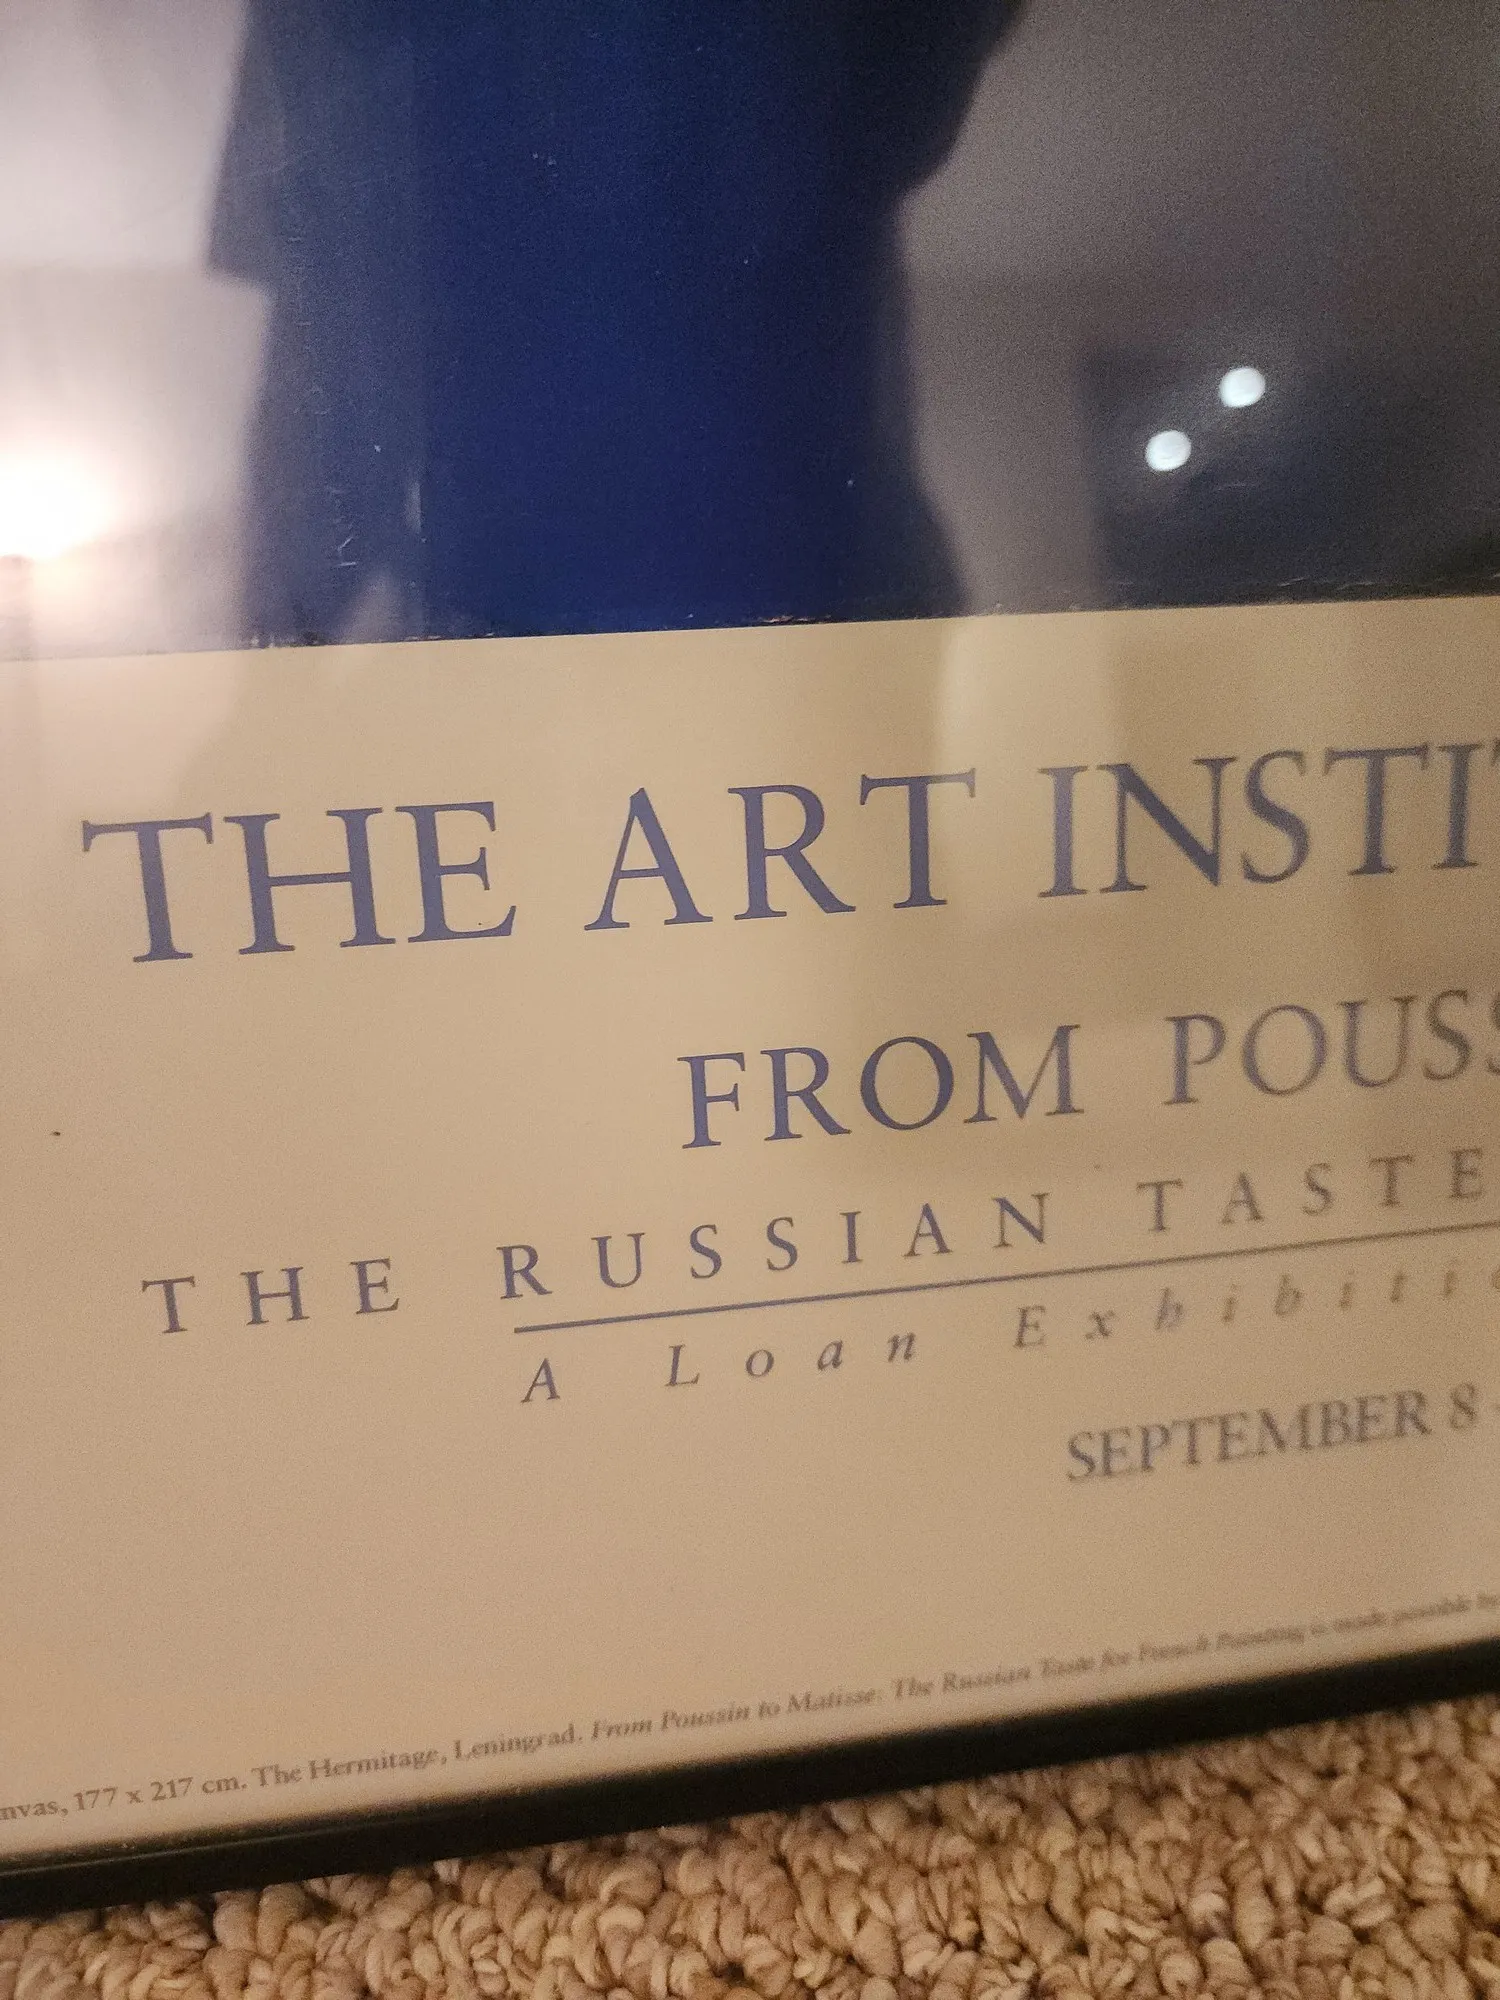 THE ART INSTIT
FROM POUSS
THE RUSSIAN TASTE
A Loan Exhibitio
SEPTEMBER 8
nvas, 177 x 217 cm. The Hermitage, Leningrad. From Poussin to Matisse: The Russian Taste for French Painting is made possible by